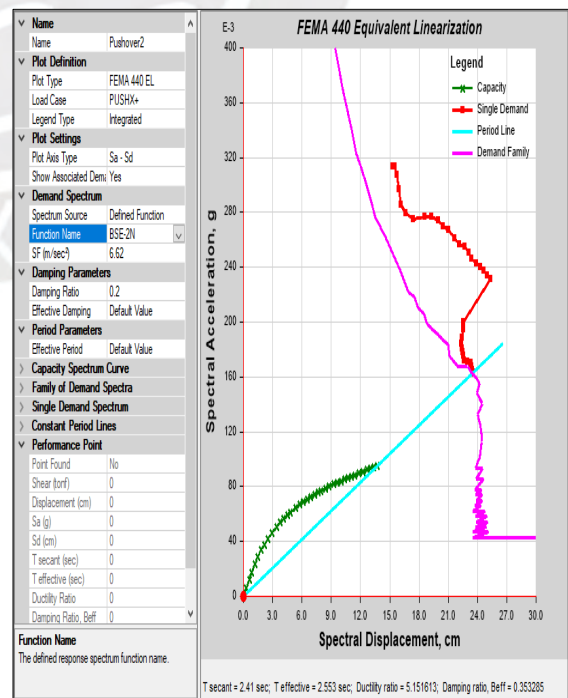 Name
Name Pushover2
Plot Definition
Plot Type FEMA 440 EL
Load Case PUSHX+
Legend Type Integrated
Plot Settings
Plot Axis Type Sa - Sd
Show Associated Dema Yes
Demand Spectrum
Spectrum Source Defined Function
Function Name BSE-2N
SF (m/sec²) 6.62
Damping Parameters
Damping Ratio 0.2
Effective Damping Default Value
Period Parameters
Effective Period Default Value
Capacity Spectrum Curve
Family of Demand Spectra
Single Demand Spectrum
Constant Period Lines
Performance Point
Point Found No
Shear (tonf) 0
Displacement (cm) 0
Sa (g) 0
Sd (cm) 0
T secant (sec) 0
T effective (sec) 0
Ductility Ratio 0
Damping Ratio, Beff 0
Function Name
The defined response spectrum function name.
E-3
FEMA 440 Equivalent Linearization
Legend
Capacity
Single Demand
Period Line
Demand Family
400
360
320
280
240
200
160
120
80
40
0
Spectral Acceleration, g
0.0 3.0 6.0 9.0 12.0 15.0 18.0 21.0 24.0 27.0 30.0
Spectral Displacement, cm
T secant = 2.41 sec; T effective = 2.553 sec; Ductility ratio = 5.151613; Damping ratio, Beff = 0.353285